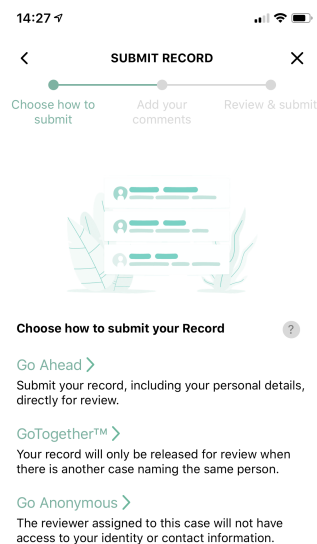 14:27
SUBMIT RECORD
Choose how to
submit
Add your
comments
Review & submit
Choose how to submit your Record
?
Go Ahead
Submit your record, including your personal details,
directly for review.
GoTogether™
Your record will only be released for review when
there is another case naming the same person.
Go Anonymous
The reviewer assigned to this case will not have
access to your identity or contact information.